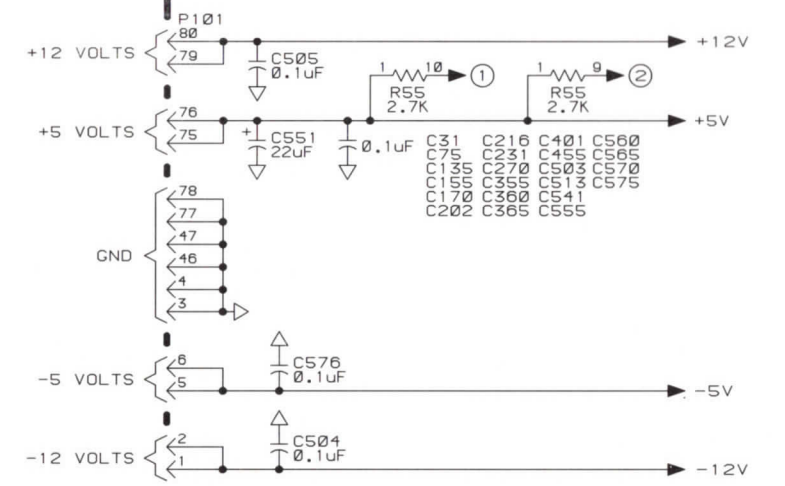 P101
80
+12 VOLTS
79
C505
0.1uF
+12V
1 10 1
R55
2.7K
1 9 2
R55
2.7K
+5 VOLTS
76
75
+
C551
22uF
0.1uF
+5V
C31 C216 C401 C560
C75 C231 C455 C565
C135 C270 C503 C570
C155 C355 C513 C575
C170 C360 C541
C202 C365 C555
GND
78
77
47
46
4
3
-5 VOLTS
6
5
C576
0.1uF
-5V
-12 VOLTS
2
1
C504
0.1uF
-12V